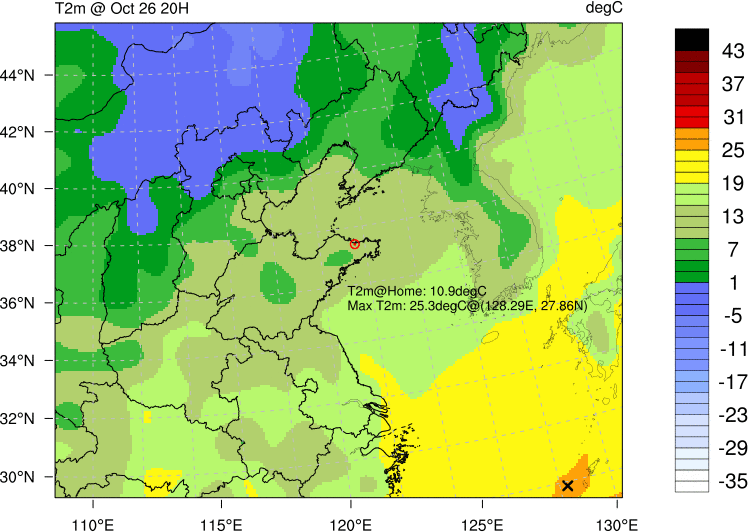 T2m @ Oct 26 20H
degC
44°N
42°N
40°N
38°N
36°N
34°N
32°N
30°N
T2m@Home: 10.9degC
Max T2m: 25.3degC@(128.29E, 27.86N)
110°E
115°E
120°E
125°E
130°E
43
37
31
25
19
13
7
1
-5
-11
-17
-23
-29
-35